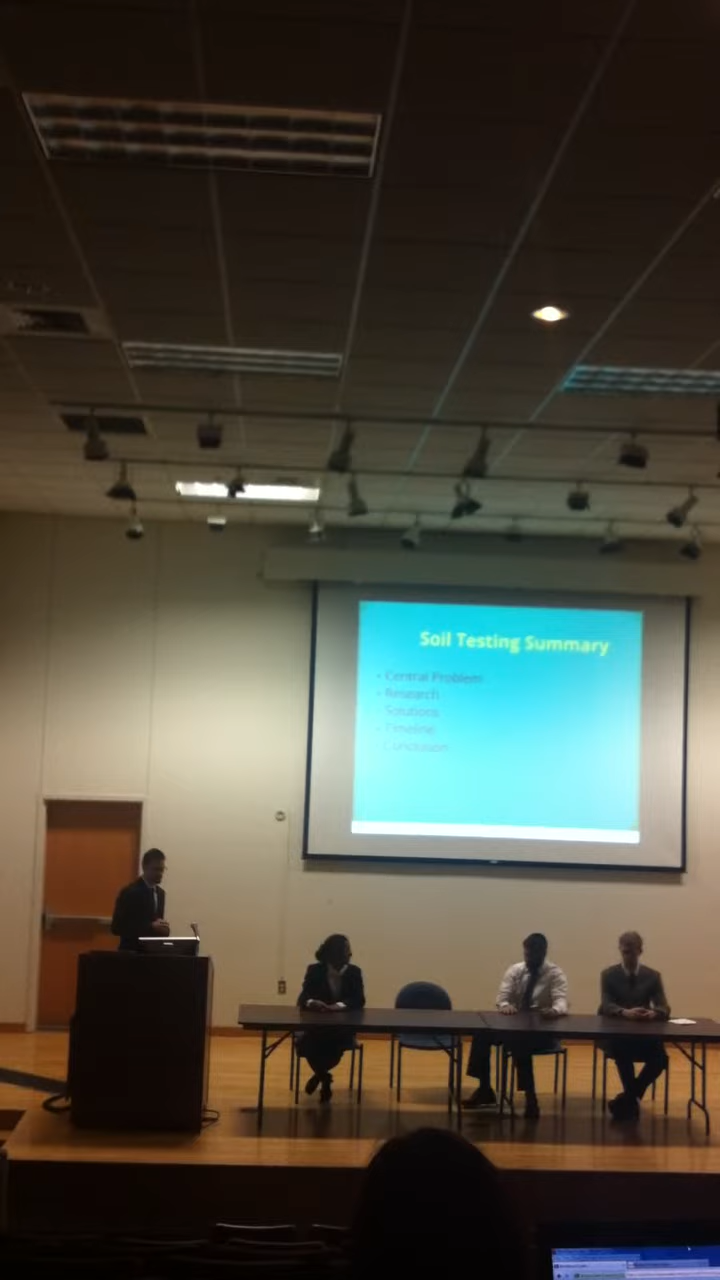 Soil Testing Summary
- Central Problem
- Research
- Solutions
- Timeline
- Conclusion